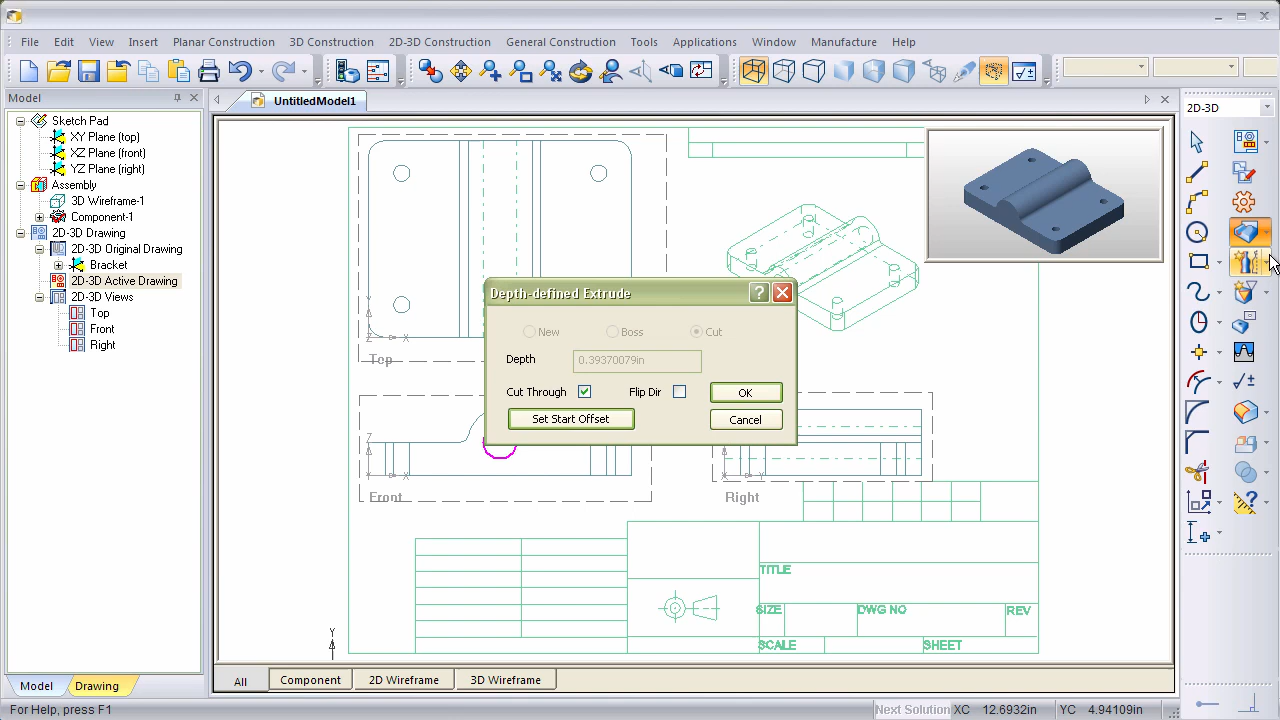 File Edit View Insert Planar Construction 3D Construction 2D-3D Construction General Construction Tools Applications Window Manufacture Help
Model
UntitledModel1
2D-3D
Sketch Pad
XY Plane (top)
XZ Plane (front)
YZ Plane (right)
Assembly
3D Wireframe-1
Component-1
2D-3D Drawing
2D-3D Original Drawing
Bracket
2D-3D Active Drawing
2D-3D Views
Top
Front
Right
Y
Z X
Top
Depth-defined Extrude
New Boss Cut
Depth 0.39370079in
Cut Through Flip Dir OK
Set Start Offset Cancel
Z
X
Front
Y
Right
TITLE
SIZE DWG NO REV
SCALE SHEET
Y
Model Drawing
All Component 2D Wireframe 3D Wireframe
For Help, press F1 Next Solution XC 12.6932in YC 4.94109in